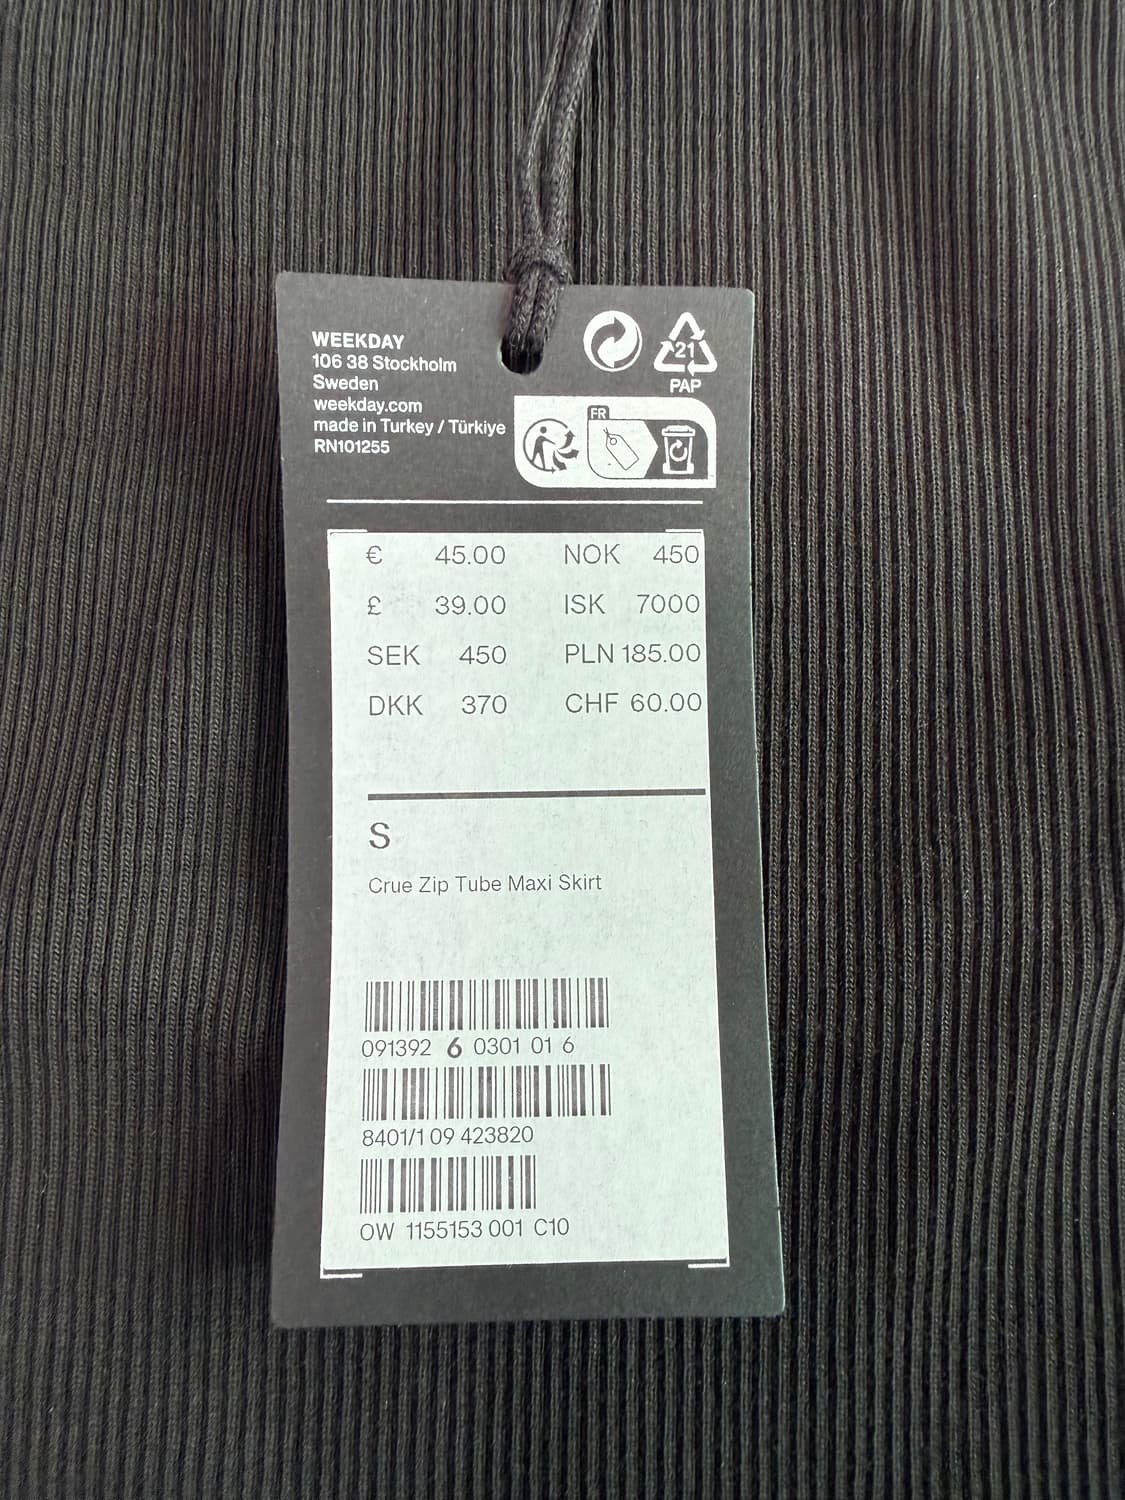 WEEKDAY
106 38 Stockholm
Sweden
weekday.com
made in Turkey / Türkiye
RN101255
21
PAP
FR
€ 45.00 NOK 450
£ 39.00 ISK 7000
SEK 450 PLN 185.00
DKK 370 CHF 60.00
S
Crue Zip Tube Maxi Skirt
091392 6 0301 01 6
8401/1 09 423820
OW 1155153 001 C10